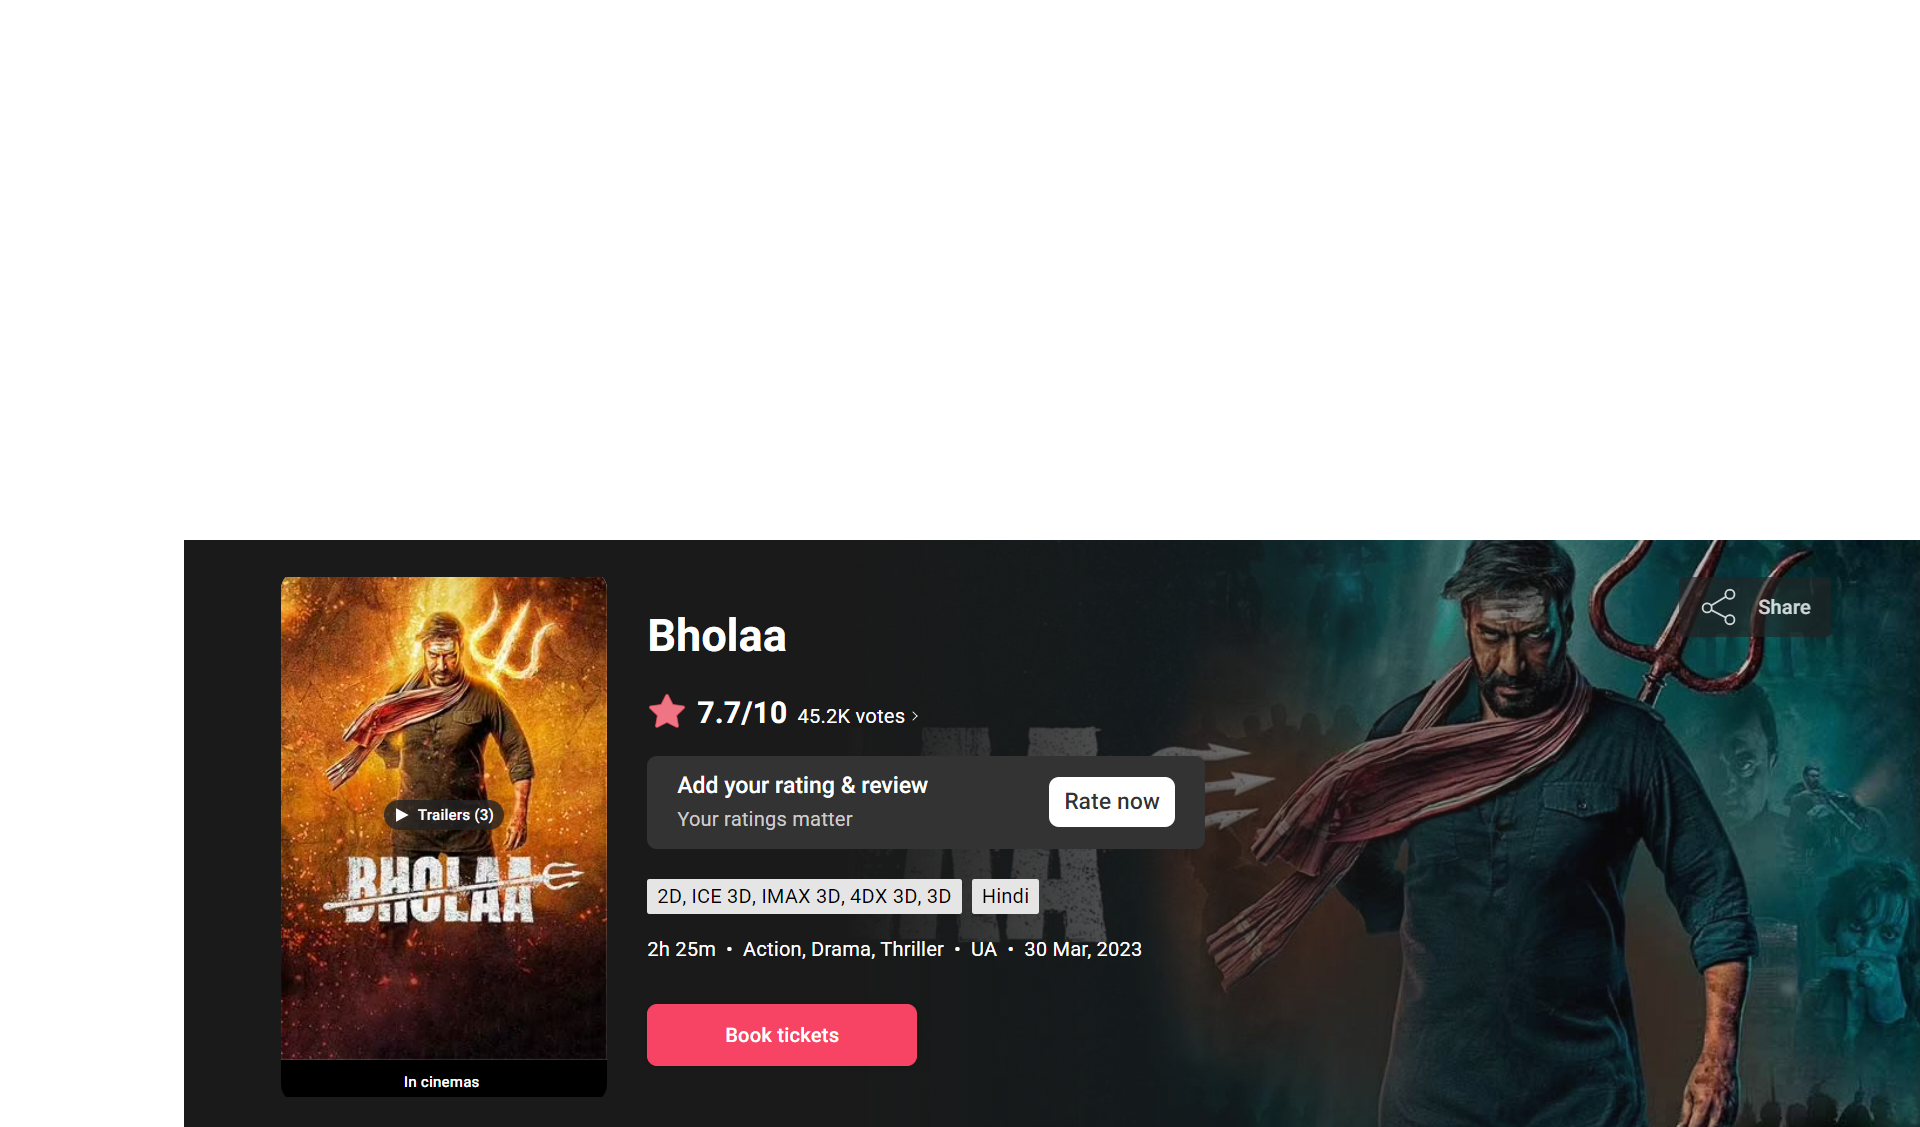 Share
Bholaa
7.7/10 45.2K votes
Add your rating & review
Your ratings matter
Rate now
Trailers (3)
BHOLAA
AA
2D, ICE 3D, IMAX 3D, 4DX 3D, 3D Hindi
2h 25m • Action, Drama, Thriller • UA • 30 Mar, 2023
Book tickets
In cinemas